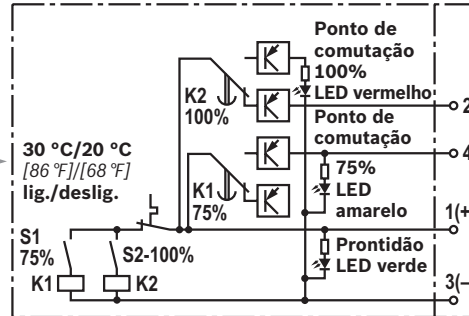 Ponto de
comutação
100%
LED vermelho
K2
100%
2
Ponto de
comutação
4
30 °C/20 °C
[86 °F]/[68 °F]
lig./deslig.
75%
LED
amarelo
K1
75%
1(+
S1
75%
S2-100%
Prontidão
LED verde
K1
K2
3(–